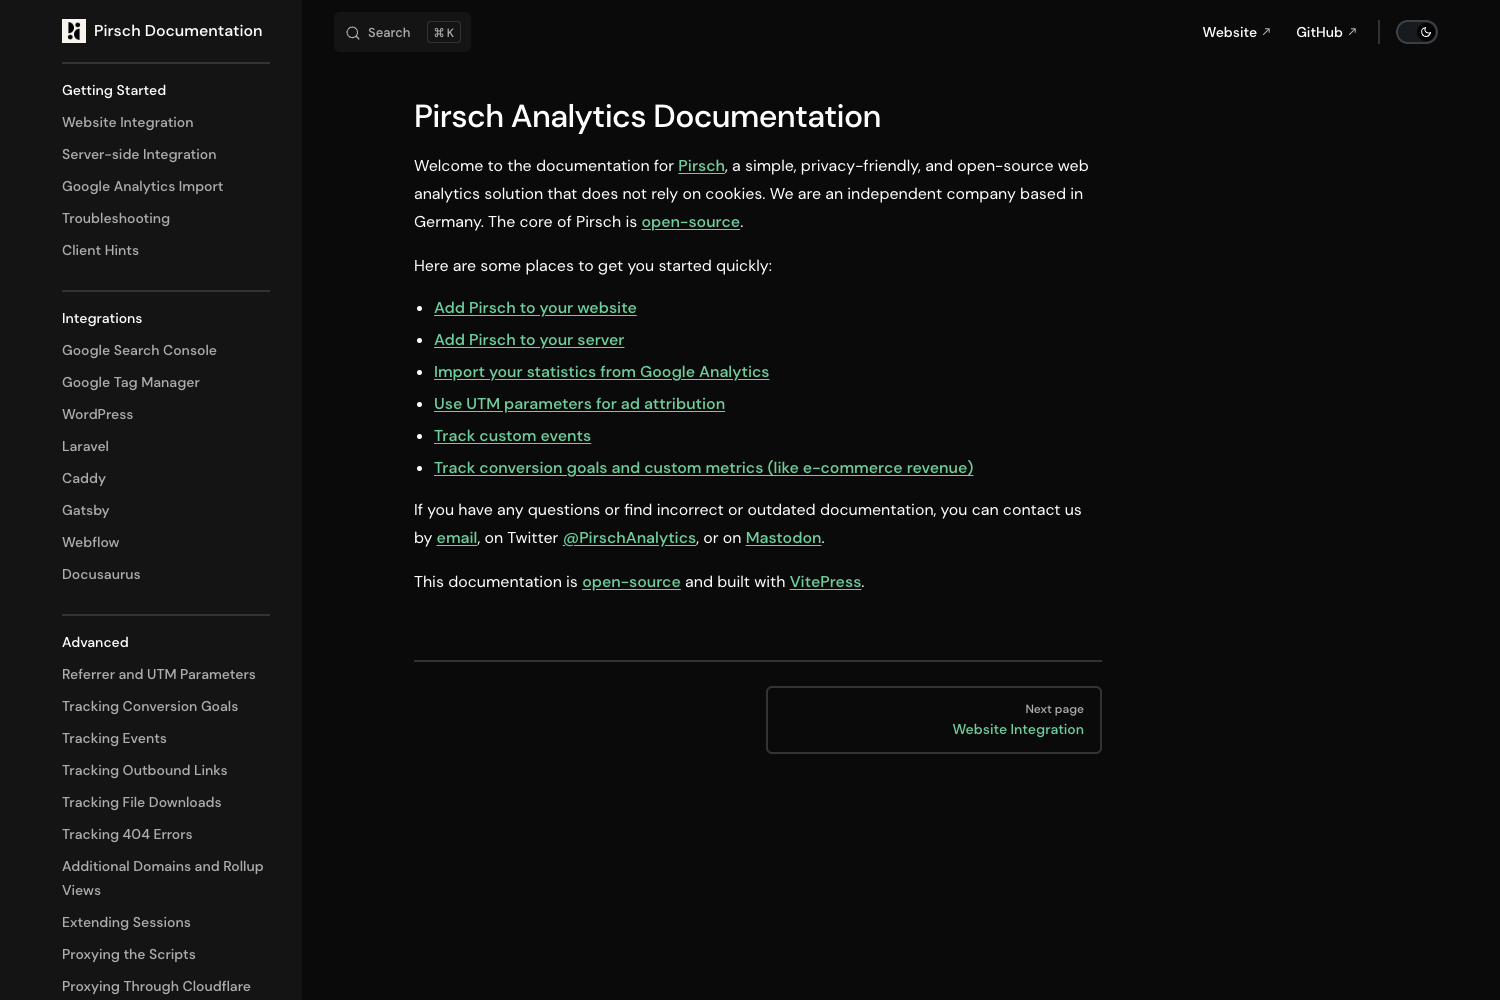 Pirsch Documentation
Getting Started
Website Integration
Server-side Integration
Google Analytics Import
Troubleshooting
Client Hints
Integrations
Google Search Console
Google Tag Manager
WordPress
Laravel
Caddy
Gatsby
Webflow
Docusaurus
Advanced
Referrer and UTM Parameters
Tracking Conversion Goals
Tracking Events
Tracking Outbound Links
Tracking File Downloads
Tracking 404 Errors
Additional Domains and Rollup
Views
Extending Sessions
Proxying the Scripts
Proxying Through Cloudflare
Search ⌘ K
Website ↗ GitHub ↗
Pirsch Analytics Documentation
Welcome to the documentation for Pirsch, a simple, privacy-friendly, and open-source web
analytics solution that does not rely on cookies. We are an independent company based in
Germany. The core of Pirsch is open-source.
Here are some places to get you started quickly:
• Add Pirsch to your website
• Add Pirsch to your server
• Import your statistics from Google Analytics
• Use UTM parameters for ad attribution
• Track custom events
• Track conversion goals and custom metrics (like e-commerce revenue)
If you have any questions or find incorrect or outdated documentation, you can contact us
by email, on Twitter @PirschAnalytics, or on Mastodon.
This documentation is open-source and built with VitePress.
Next page
Website Integration